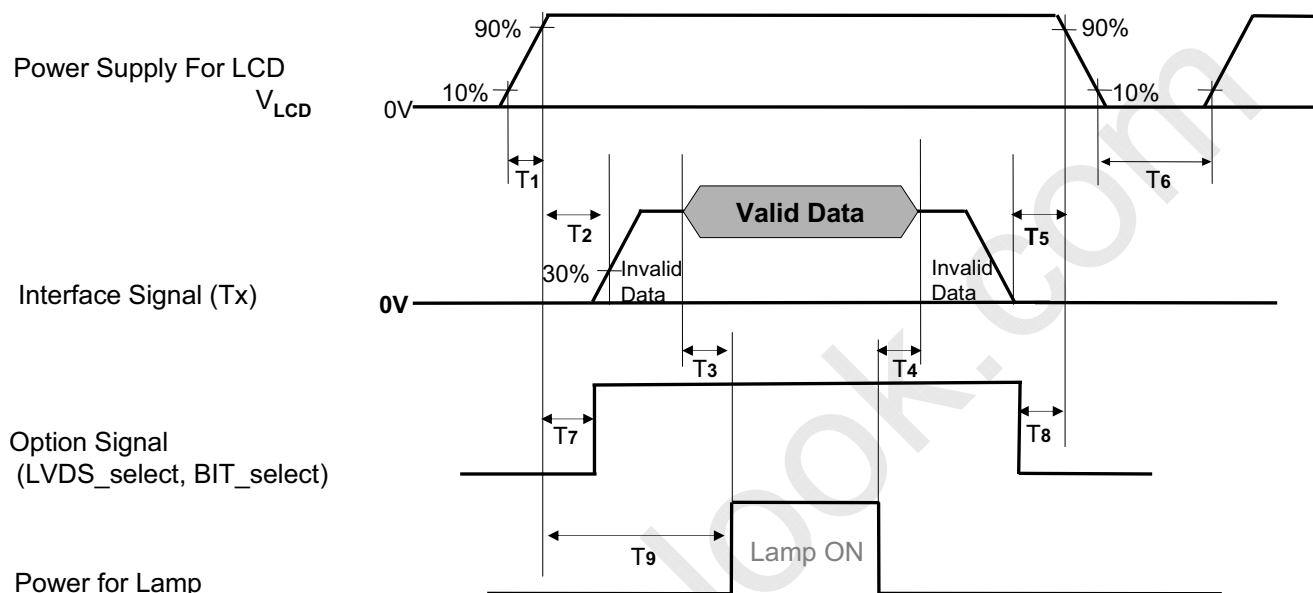 90%
90%
Power Supply For LCD
VLCD
10%
10%
0V
T1
T6
Valid Data
T2
T5
30%
Invalid
Data
Invalid
Data
Interface Signal (Tx)
0V
T3
T4
Option Signal
(LVDS_select, BIT_select)
T7
T8
T9
Lamp ON
Power for Lamp
look.com